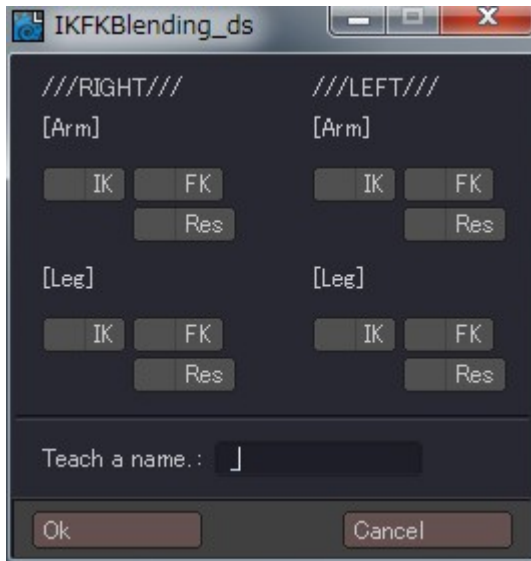 IKFKBlending_ds
///RIGHT/// ///LEFT///
[Arm] [Arm]
IK FK IK FK
Res Res
[Leg] [Leg]
IK FK IK FK
Res Res
Teach a name.: _」
Ok Cancel